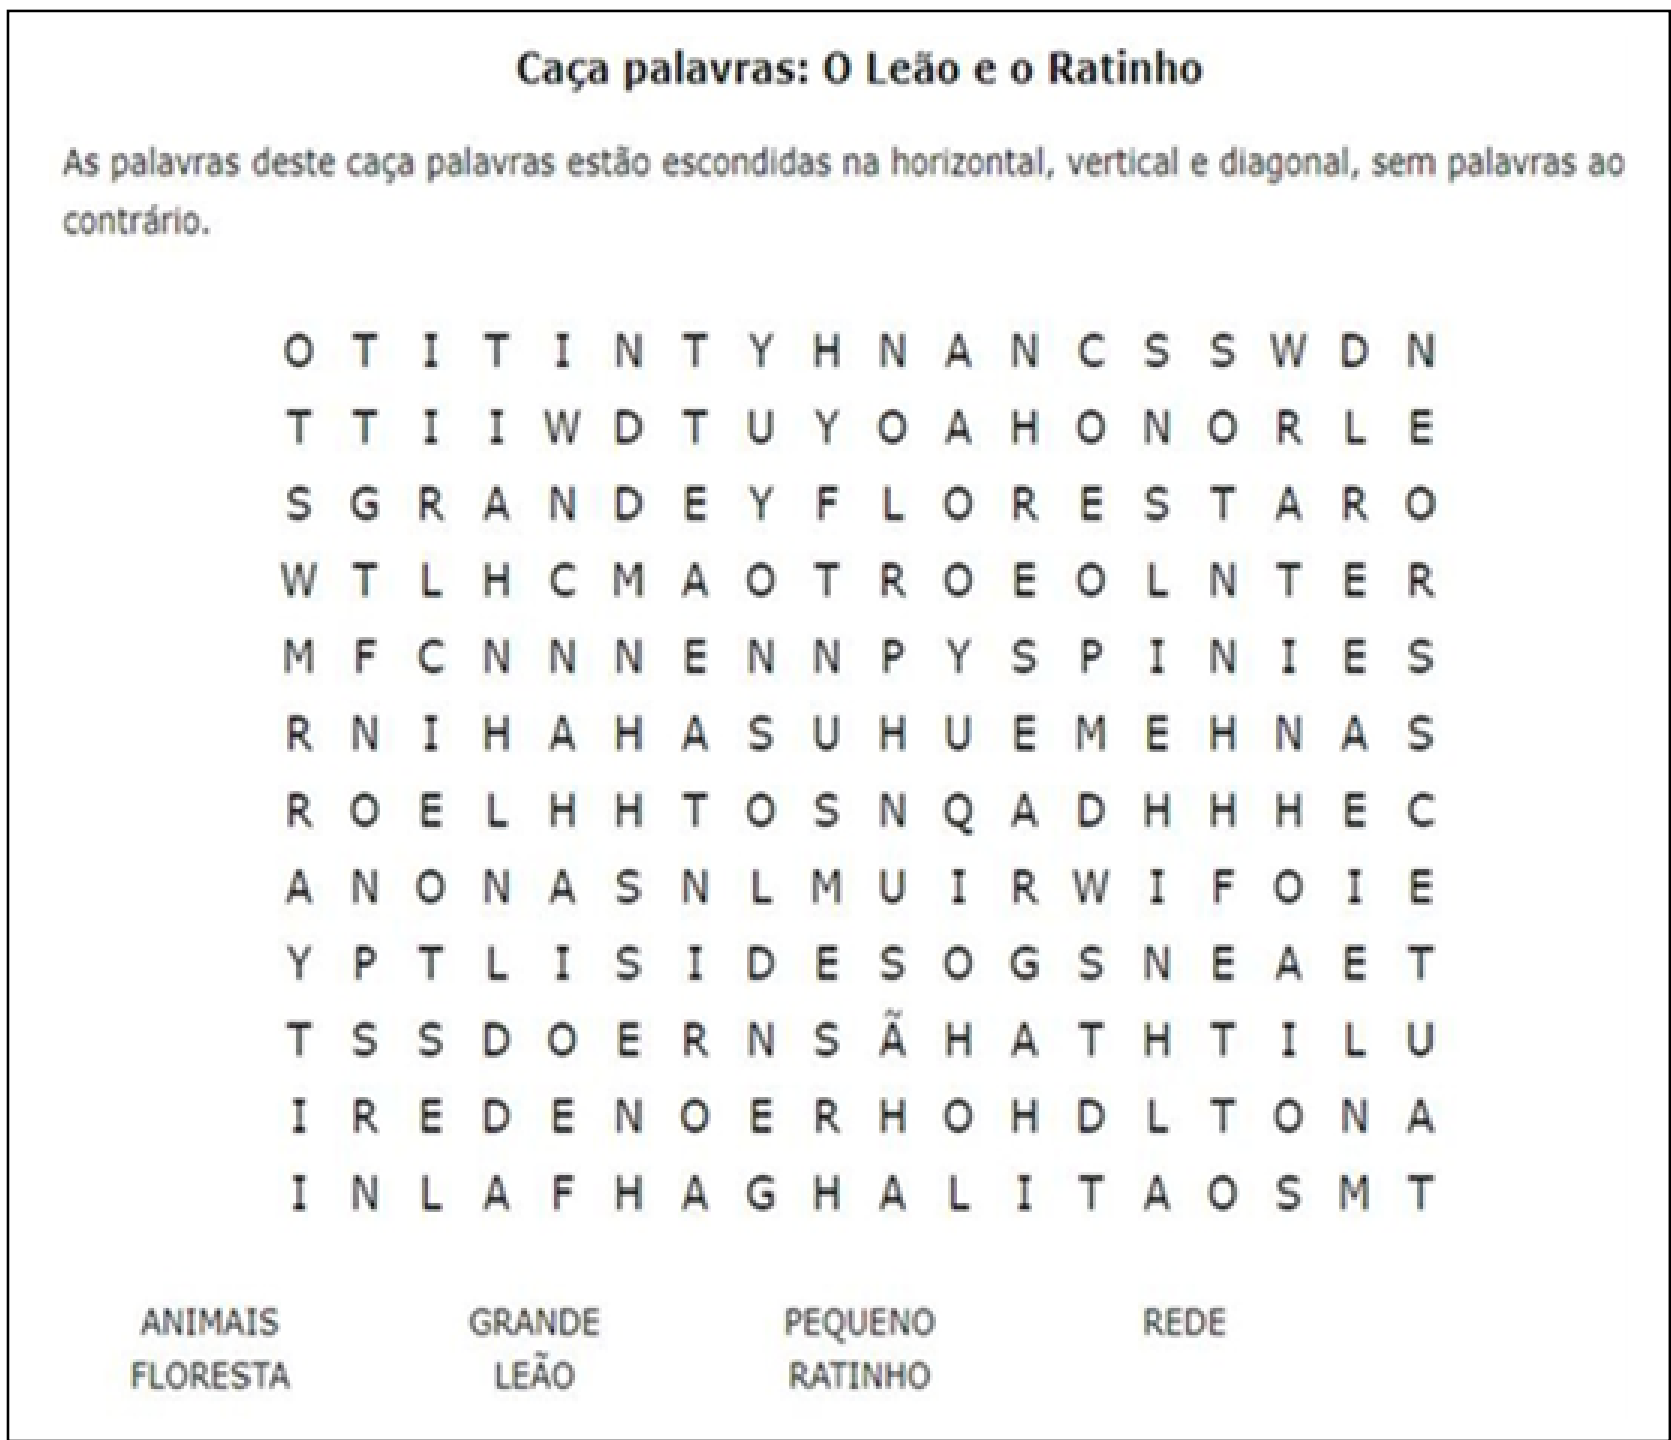 Caça palavras: O Leão e o Ratinho
As palavras deste caça palavras estão escondidas na horizontal, vertical e diagonal, sem palavras ao
contrário.
O T I T I N T Y H N A N C S S W D N
T T I I W D T U Y O A H O N O R L E
S G R A N D E Y F L O R E S T A R O
W T L H C M A O T R O E O L N T E R
M F C N N N E N N P Y S P I N I E S
R N I H A H A S U H U E M E H N A S
R O E L H H T O S N Q A D H H H E C
A N O N A S N L M U I R W I F O I E
Y P T L I S I D E S O G S N E A E T
T S S D O E R N S Ã H A T H T I L U
I R E D E N O E R H O H D L T O N A
I N L A F H A G H A L I T A O S M T
ANIMAIS GRANDE PEQUENO REDE
FLORESTA LEÃO RATINHO